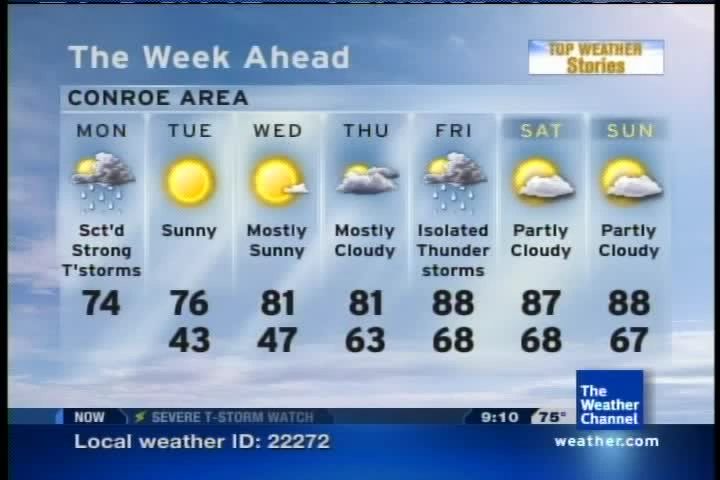 The Week Ahead
TOP WEATHER
Stories
CONROE AREA
MON TUE WED THU FRI SAT SUN
Sct'd Strong T'storms
Sunny
Mostly Sunny
Mostly Cloudy
Isolated Thunder storms
Partly Cloudy
Partly Cloudy
74 76 81 81 88 87 88
43 47 63 68 68 67
NOW SEVERE T-STORM WATCH 9:10 75°
The
Weather
Channel
Local weather ID: 22272
weather.com